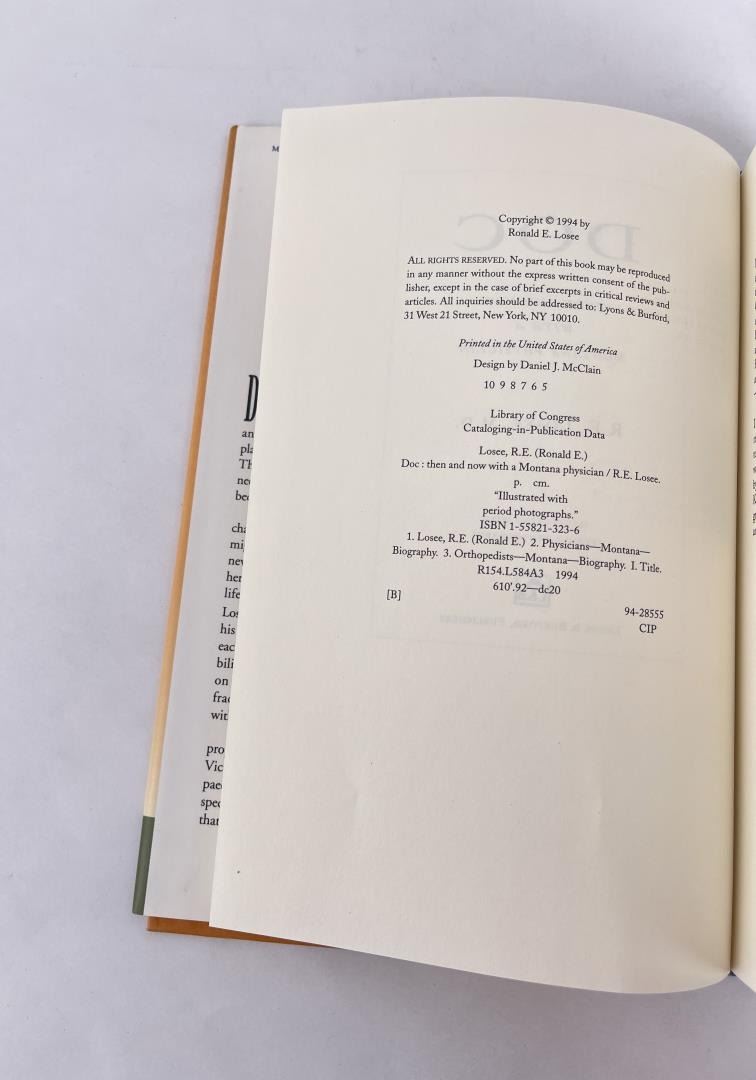 Copyright © 1994 by
Ronald E. Losee
ALL RIGHTS RESERVED. No part of this book may be reproduced
in any manner without the express written consent of the pub-
lisher, except in the case of brief excerpts in critical reviews and
articles. All inquiries should be addressed to: Lyons & Burford,
31 West 21 Street, New York, NY 10010.
Printed in the United States of America
Design by Daniel J. McClain
10 9 8 7 6 5
Library of Congress
Cataloging-in-Publication Data
Losee, R.E. (Ronald E.)
Doc : then and now with a Montana physician / R.E. Losee.
p. cm.
“Illustrated with
period photographs.”
ISBN 1-55821-323-6
1. Losee, R.E. (Ronald E.) 2. Physicians—Montana—
Biography. 3. Orthopedists—Montana—Biography. I. Title.
R154.L584A3 1994
610'.92—dc20
[B]
94-28555
CIP
on
his
that